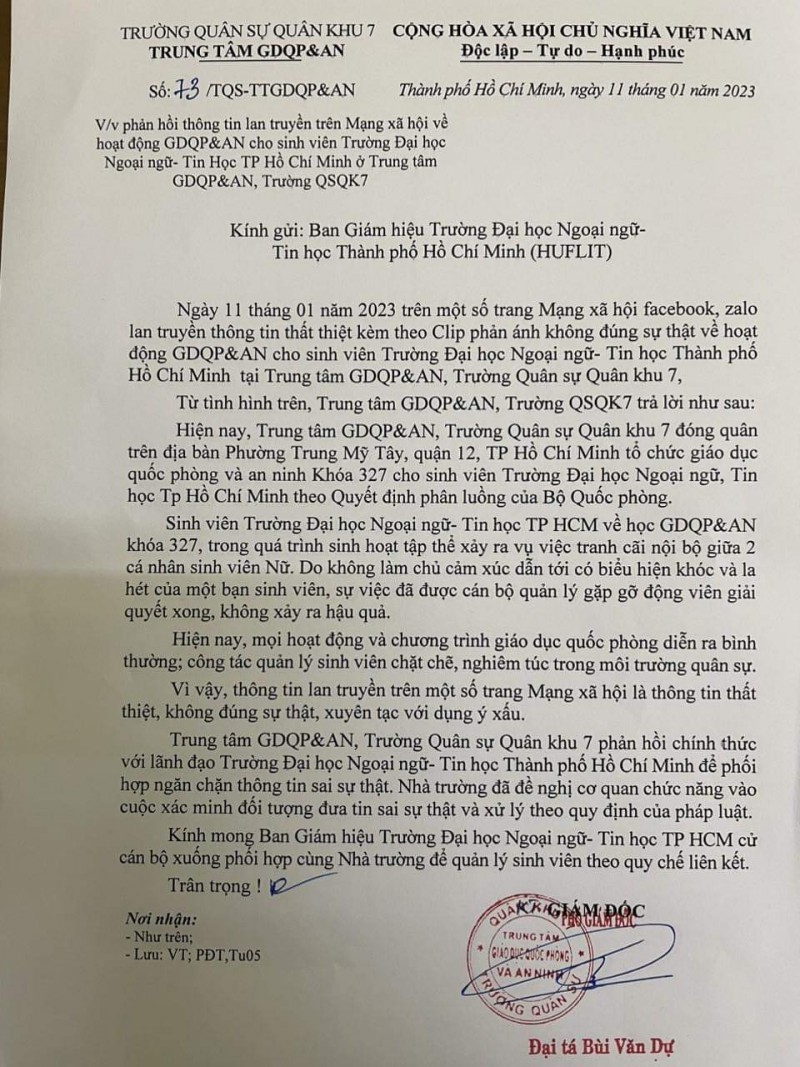 TRƯỜNG QUÂN SỰ QUÂN KHU 7
TRUNG TÂM GDQP&AN
CỘNG HÒA XÃ HỘI CHỦ NGHĨA VIỆT NAM
Độc lập – Tự do – Hạnh phúc
Số: 73 /TQS-TTGDQP&AN
Thành phố Hồ Chí Minh, ngày 11 tháng 01 năm 2023
V/v phản hồi thông tin lan truyền trên Mạng xã hội về
hoạt động GDQP&AN cho sinh viên Trường Đại học
Ngoại ngữ- Tin Học TP Hồ Chí Minh ở Trung tâm
GDQP&AN, Trường QSQK7
Kính gửi: Ban Giám hiệu Trường Đại học Ngoại ngữ-
Tin học Thành phố Hồ Chí Minh (HUFLIT)
Ngày 11 tháng 01 năm 2023 trên một số trang Mạng xã hội facebook, zalo
lan truyền thông tin thất thiệt kèm theo Clip phản ánh không đúng sự thật về hoạt
động GDQP&AN cho sinh viên Trường Đại học Ngoại ngữ- Tin học Thành phố
Hồ Chí Minh tại Trung tâm GDQP&AN, Trường Quân sự Quân khu 7,
Từ tình hình trên, Trung tâm GDQP&AN, Trường QSQK7 trả lời như sau:
Hiện nay, Trung tâm GDQP&AN, Trường Quân sự Quân khu 7 đóng quân
trên địa bàn Phường Trung Mỹ Tây, quận 12, TP Hồ Chí Minh tổ chức giáo dục
quốc phòng và an ninh Khóa 327 cho sinh viên Trường Đại học Ngoại ngữ, Tin
học Tp Hồ Chí Minh theo Quyết định phân luồng của Bộ Quốc phòng.
Sinh viên Trường Đại học Ngoại ngữ- Tin học TP HCM về học GDQP&AN
khóa 327, trong quá trình sinh hoạt tập thể xảy ra vụ việc tranh cãi nội bộ giữa 2
cá nhân sinh viên Nữ. Do không làm chủ cảm xúc dẫn tới có biểu hiện khóc và la
hét của một bạn sinh viên, sự việc đã được cán bộ quản lý gặp gỡ động viên giải
quyết xong, không xảy ra hậu quả.
Hiện nay, mọi hoạt động và chương trình giáo dục quốc phòng diễn ra bình
thường; công tác quản lý sinh viên chặt chẽ, nghiêm túc trong môi trường quân sự.
Vì vậy, thông tin lan truyền trên một số trang Mạng xã hội là thông tin thất
thiệt, không đúng sự thật, xuyên tạc với dụng ý xấu.
Trung tâm GDQP&AN, Trường Quân sự Quân khu 7 phản hồi chính thức
với lãnh đạo Trường Đại học Ngoại ngữ- Tin học Thành phố Hồ Chí Minh để phối
hợp ngăn chặn thông tin sai sự thật. Nhà trường đã đề nghị cơ quan chức năng vào
cuộc xác minh đối tượng đưa tin sai sự thật và xử lý theo quy định của pháp luật.
Kính mong Ban Giám hiệu Trường Đại học Ngoại ngữ- Tin học TP HCM cử
cán bộ xuống phối hợp cùng Nhà trường để quản lý sinh viên theo quy chế liên kết.
Trân trọng !
Nơi nhận:
- Như trên;
- Lưu: VT; PĐT,Tu05
GIÁM ĐỐC
PHÓ GIÁM ĐỐC
QUÂN KHU
TRUNG TÂM
GIÁO DỤC QUỐC PHÒNG
VÀ AN NINH
TRƯỜNG QUÂN SỰ
Đại tá Bùi Văn Dự